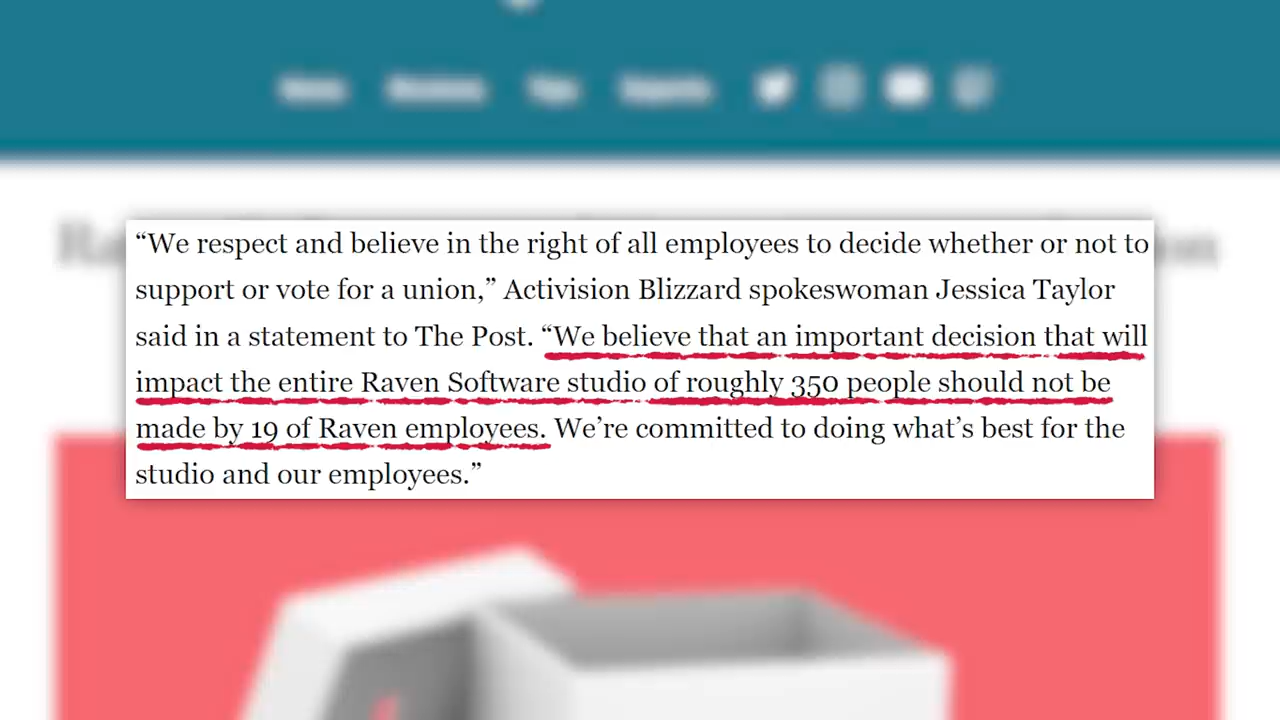 “We respect and believe in the right of all employees to decide whether or not to
support or vote for a union,” Activision Blizzard spokeswoman Jessica Taylor
said in a statement to The Post. “We believe that an important decision that will
impact the entire Raven Software studio of roughly 350 people should not be
made by 19 of Raven employees. We’re committed to doing what’s best for the
studio and our employees.”